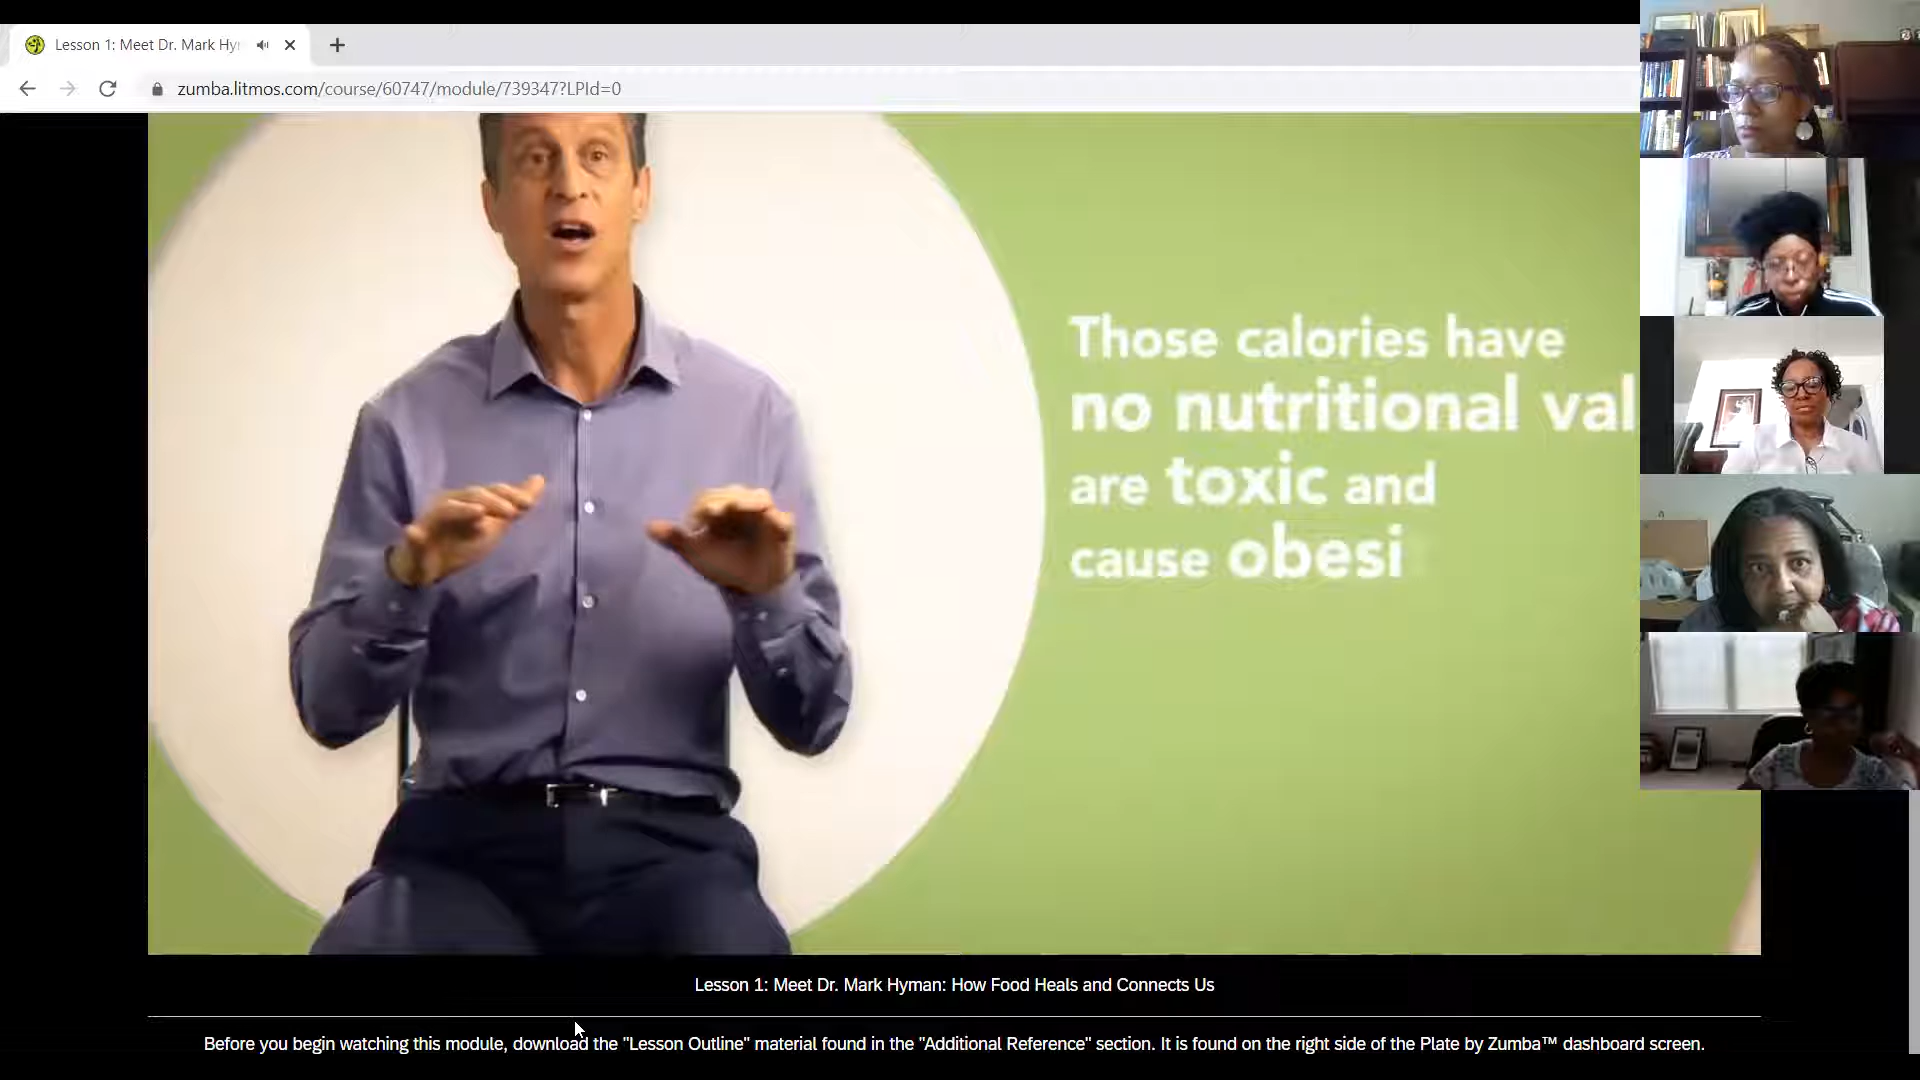 Lesson 1: Meet Dr. Mark Hy
zumba.litmos.com/course/60747/module/739347?LPId=0
Those calories have
no nutritional val
are toxic and
cause obesi
Lesson 1: Meet Dr. Mark Hyman: How Food Heals and Connects Us
Before you begin watching this module, download the "Lesson Outline" material found in the "Additional Reference" section. It is found on the right side of the Plate by Zumba™ dashboard screen.